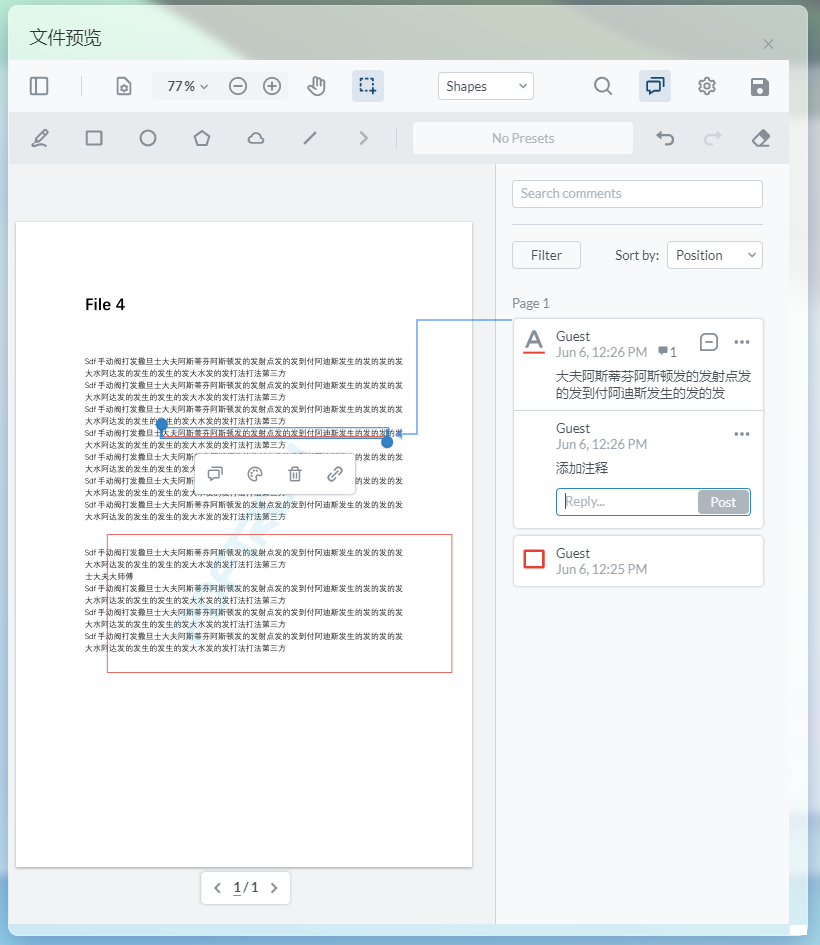 文件预览
77%
Shapes
No Presets
Search comments
Filter
Sort by:
Position
File 4
Sdf 手动阀打发撒旦士大夫阿斯蒂芬阿斯顿发的发射点发的发到付阿迪斯发生的发的发的发
大水阿达发的发生的发生的发大水发的发打法打法第三方
Sdf 手动阀打发撒旦士大夫阿斯蒂芬阿斯顿发的发射点发的发到付阿迪斯发生的发的发的发
大水阿达发的发生的发生的发大水发的发打法打法第三方
Sdf 手动阀打发撒旦士大夫阿斯蒂芬阿斯顿发的发射点发的发到付阿迪斯发生的发的发的发
大水阿达发的发生的发生的发大水发的发打法打法第三方
Sdf 手动阀打发撒旦士大夫阿斯蒂芬阿斯顿发的发射点发的发到付阿迪斯发生的发的发的发
大水阿达发的发生的发生的发大水发的发打法打法第三方
Sdf 手动阀打发撒旦士大
大水阿达发的发生的发生的发大
Sdf 手动阀打发撒旦士大
大水阿达发的发生的发生的发大水发的发打法打法第三方
Sdf 手动阀打发撒旦士大夫阿斯蒂芬阿斯顿发的发射点发的发到付阿迪斯发生的发的发的发
大水阿达发的发生的发生的发大水发的发打法打法第三方
Sdf 手动阀打发撒旦士大夫阿斯蒂芬阿斯顿发的发射点发的发到付阿迪斯发生的发的发的发
大水阿达发的发生的发生的发大水发的发打法打法第三方
士大夫大师傅
Sdf 手动阀打发撒旦士大夫阿斯蒂芬阿斯顿发的发射点发的发到付阿迪斯发生的发的发的发
大水阿达发的发生的发生的发大水发的发打法打法第三方
Sdf 手动阀打发撒旦士大夫阿斯蒂芬阿斯顿发的发射点发的发到付阿迪斯发生的发的发的发
大水阿达发的发生的发生的发大水发的发打法打法第三方
Sdf 手动阀打发撒旦士大夫阿斯蒂芬阿斯顿发的发射点发的发到付阿迪斯发生的发的发的发
大水阿达发的发生的发生的发大水发的发打法打法第三方
1 / 1
Page 1
A
Guest
Jun 6, 12:26 PM 1
大夫阿斯蒂芬阿斯顿发的发射点发
的发到付阿迪斯发生的发的发
Guest
Jun 6, 12:26 PM
添加注释
Reply...
Post
Guest
Jun 6, 12:25 PM